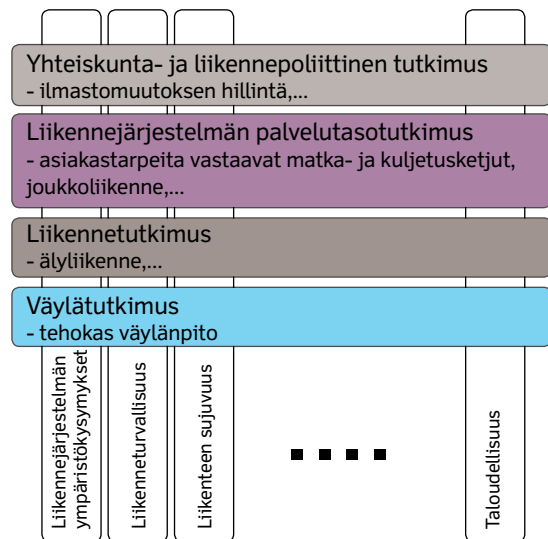 Yhteiskunta- ja liikennepoliittinen tutkimus
- ilmastomuutoksen hillintä,...
Liikennejärjestelmän palvelutasotutkimus
- asiakastarpeita vastaavat matka- ja kuljetusketjut,
joukkoliikenne,...
Liikennetutkimus
- älyliikenne,...
Väylätutkimus
- tehokas väylänpito
Liikennejärjestelmän
ympäristökysymykset
Liikenneturvallisuus
Liikenteen sujuvuus
Taloudellisuus